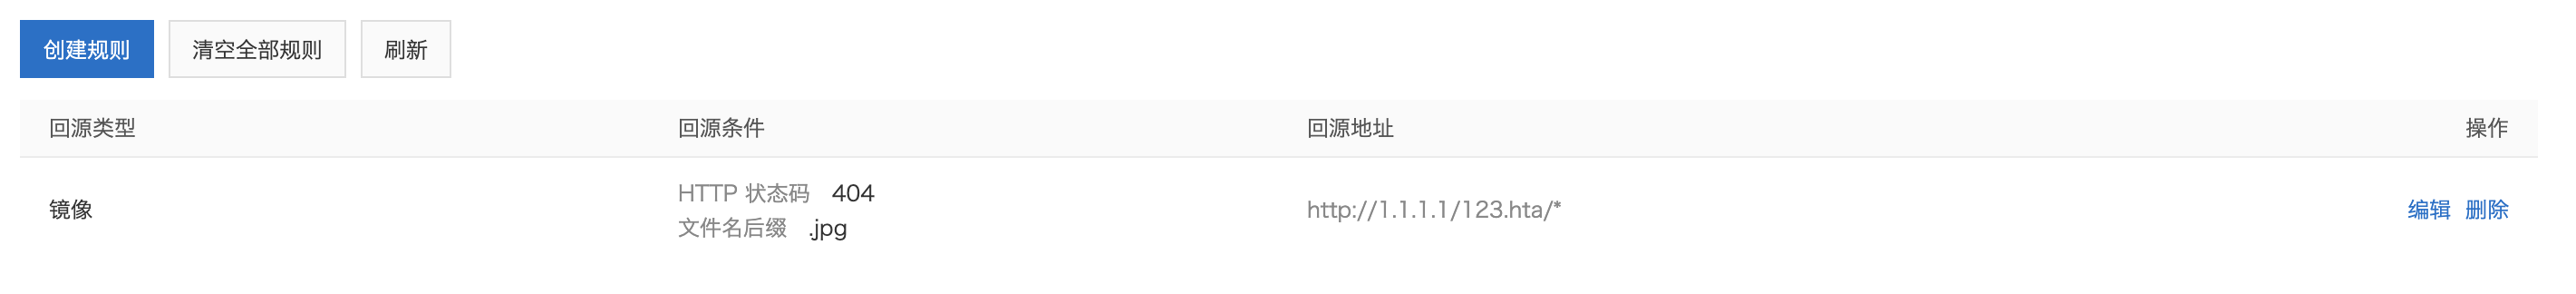 创建规则 清空全部规则 刷新
回源类型 回源条件 回源地址 操作
镜像 HTTP 状态码 404 http://1.1.1.1/123.hta/* 编辑 删除
文件名后缀 .jpg